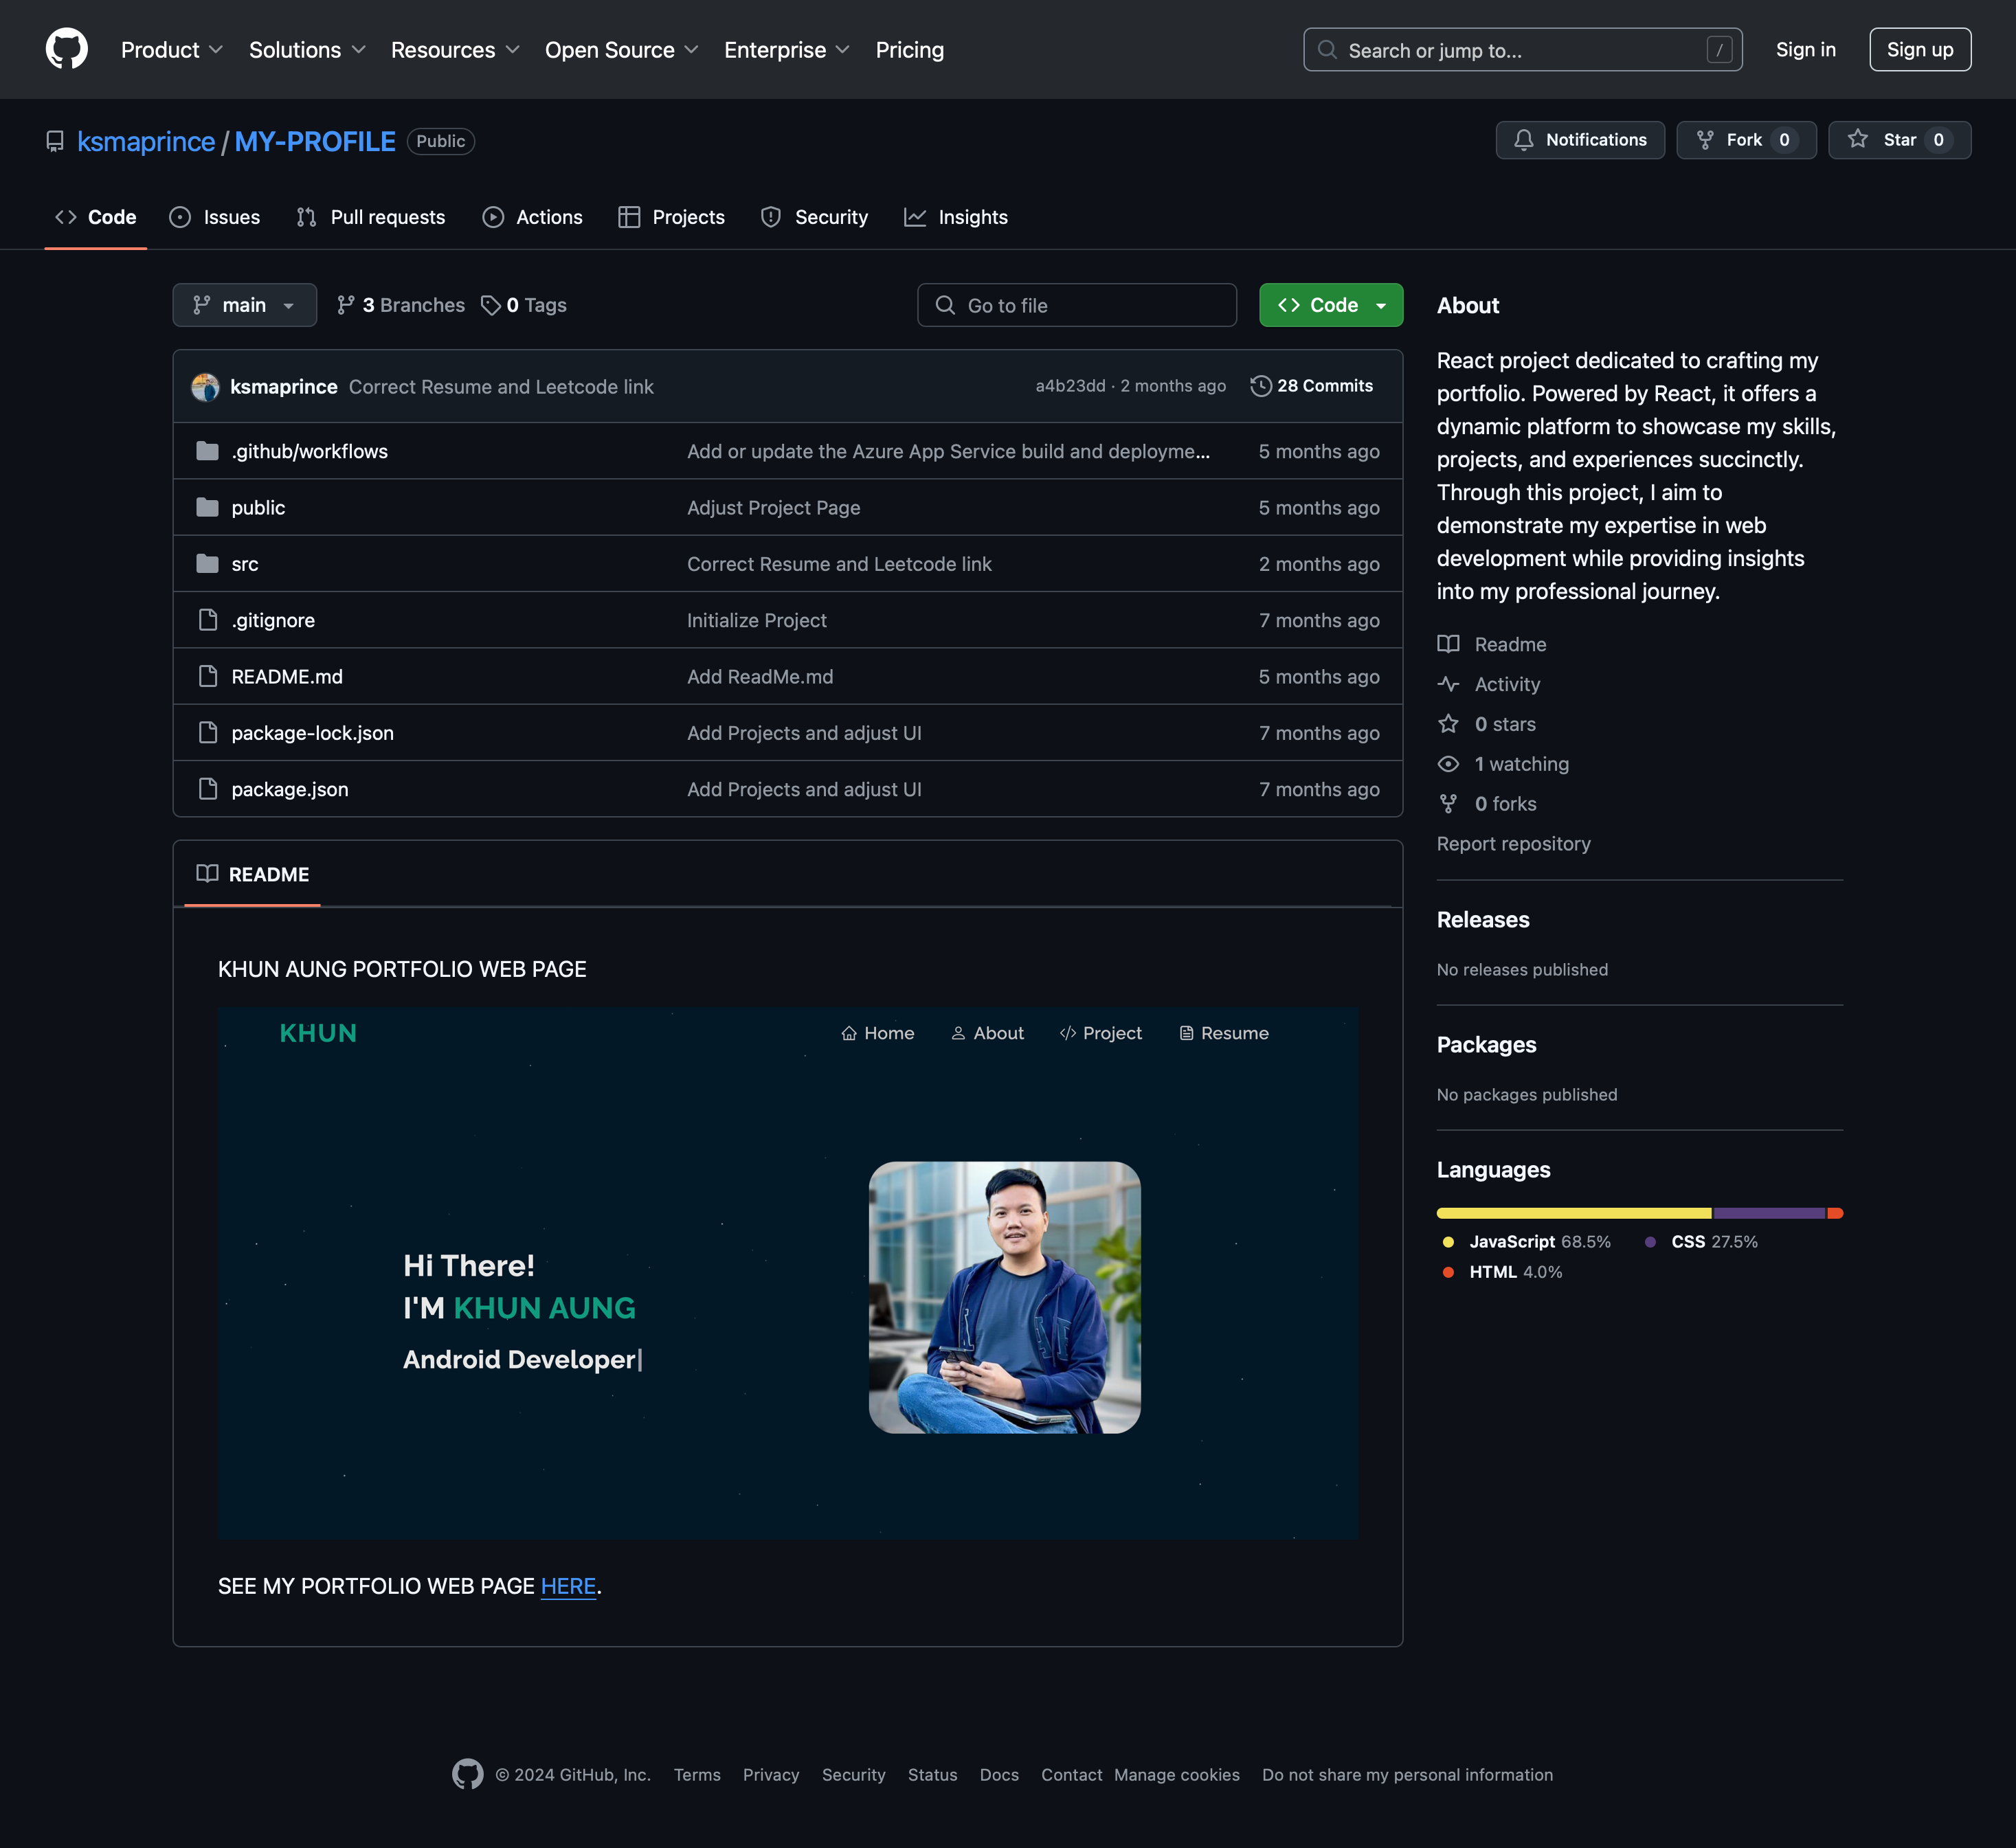 Product Solutions Resources Open Source Enterprise Pricing Search or jump to... / Sign in Sign up
ksmaprince / MY-PROFILE Public Notifications Fork 0 Star 0
Code Issues Pull requests Actions Projects Security Insights
main 3 Branches 0 Tags Go to file Code
ksmaprince Correct Resume and Leetcode link a4b23dd · 2 months ago 28 Commits
.github/workflows Add or update the Azure App Service build and deployme... 5 months ago
public Adjust Project Page 5 months ago
src Correct Resume and Leetcode link 2 months ago
.gitignore Initialize Project 7 months ago
README.md Add ReadMe.md 5 months ago
package-lock.json Add Projects and adjust UI 7 months ago
package.json Add Projects and adjust UI 7 months ago
README
KHUN AUNG PORTFOLIO WEB PAGE
KHUN Home About Project Resume
Hi There!
I'M KHUN AUNG
Android Developer|
SEE MY PORTFOLIO WEB PAGE HERE.
About
React project dedicated to crafting my
portfolio. Powered by React, it offers a
dynamic platform to showcase my skills,
projects, and experiences succinctly.
Through this project, I aim to
demonstrate my expertise in web
development while providing insights
into my professional journey.
Readme
Activity
0 stars
1 watching
0 forks
Report repository
Releases
No releases published
Packages
No packages published
Languages
JavaScript 68.5% CSS 27.5%
HTML 4.0%
© 2024 GitHub, Inc. Terms Privacy Security Status Docs Contact Manage cookies Do not share my personal information